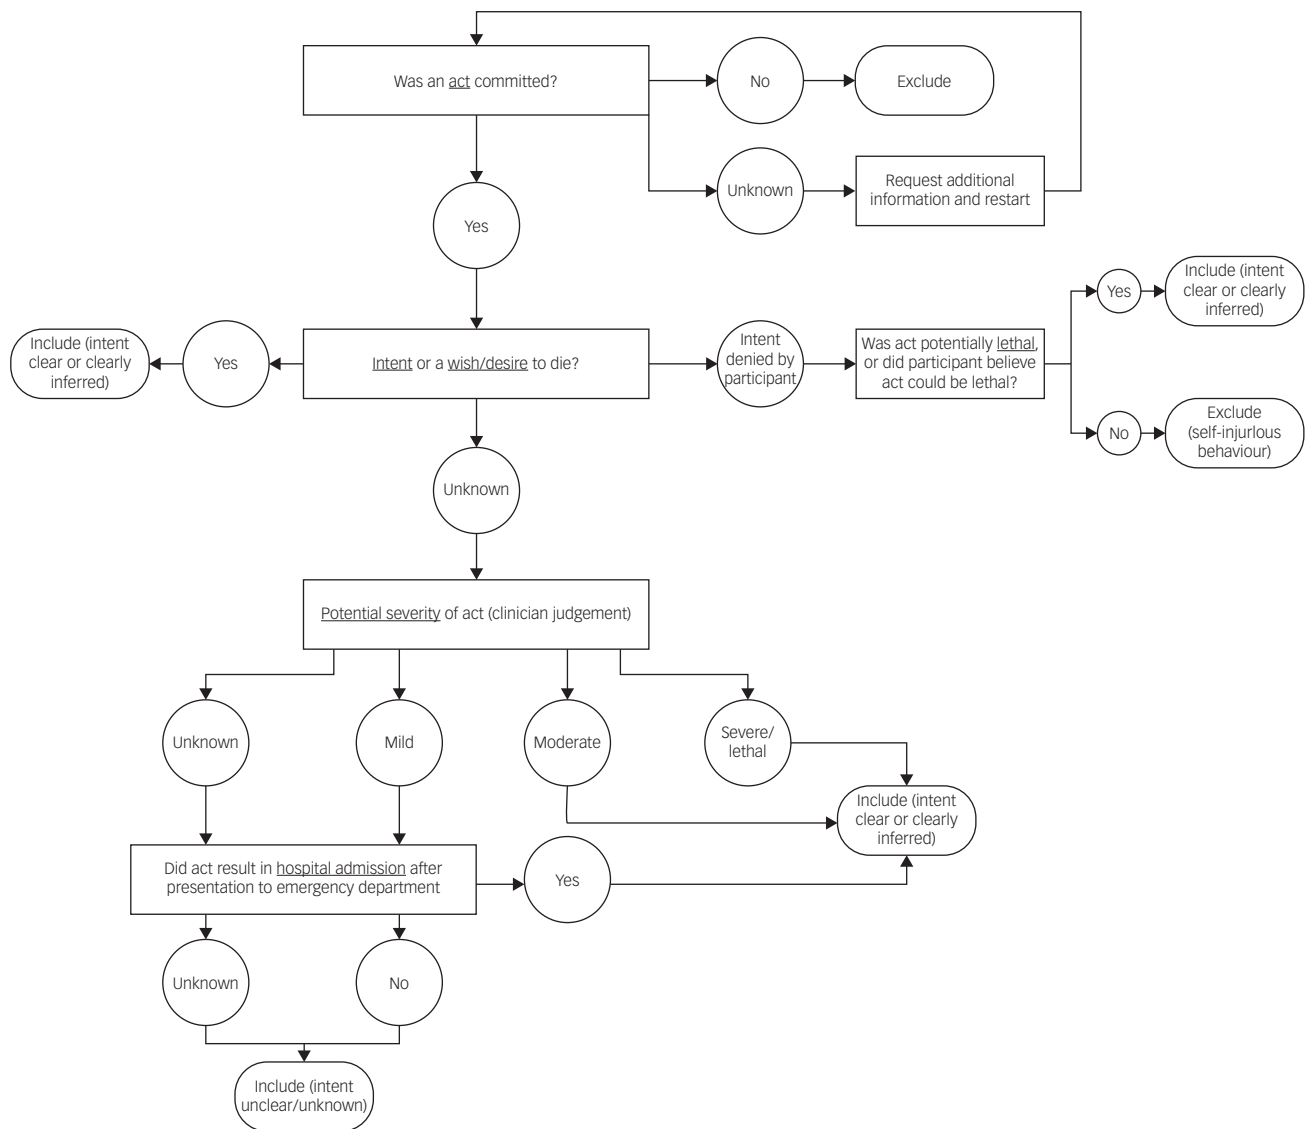 Was an act committed?
No
Exclude
Unknown
Request additional
information and restart
Yes
Intent or a wish/desire to die?
Yes
Include (intent
clear or clearly
inferred)
Intent
denied by
participant
Was act potentially lethal,
or did participant believe
act could be lethal?
Yes
Include (intent
clear or clearly
inferred)
No
Exclude
(self-injurlous
behaviour)
Unknown
Potential severity of act (clinician judgement)
Unknown
Mild
Moderate
Severe/
lethal
Include (intent
clear or clearly
inferred)
Did act result in hospital admission after
presentation to emergency department
Yes
Unknown
No
Include (intent
unclear/unknown)